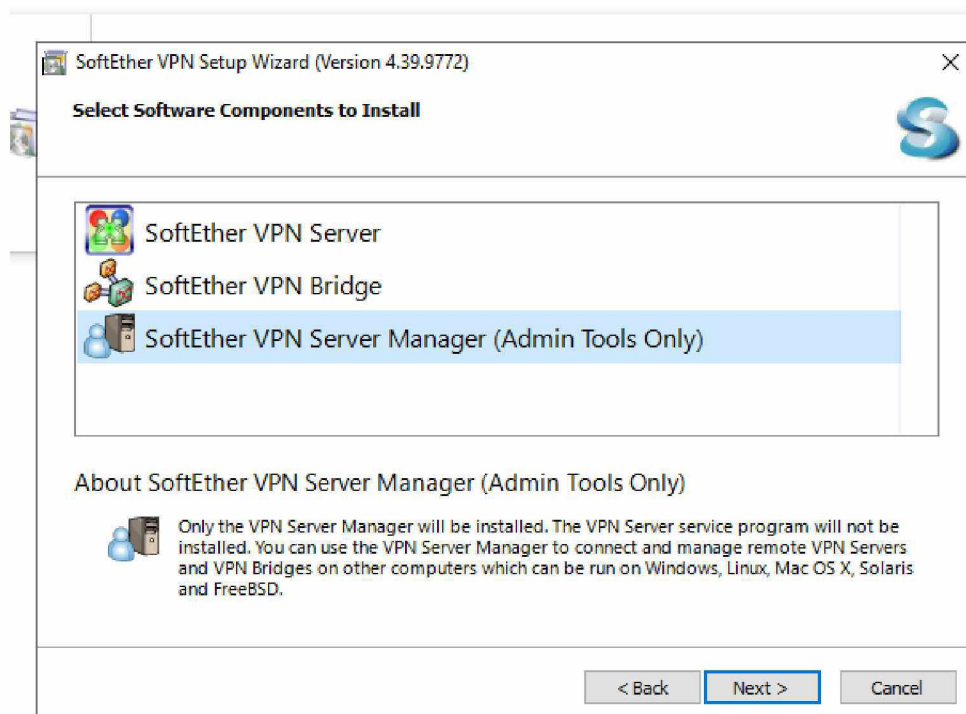 SoftEther VPN Setup Wizard (Version 4.39.9772)
Select Software Components to Install
SoftEther VPN Server
SoftEther VPN Bridge
SoftEther VPN Server Manager (Admin Tools Only)
About SoftEther VPN Server Manager (Admin Tools Only)
Only the VPN Server Manager will be installed. The VPN Server service program will not be
installed. You can use the VPN Server Manager to connect and manage remote VPN Servers
and VPN Bridges on other computers which can be run on Windows, Linux, Mac OS X, Solaris
and FreeBSD.
< Back Next > Cancel